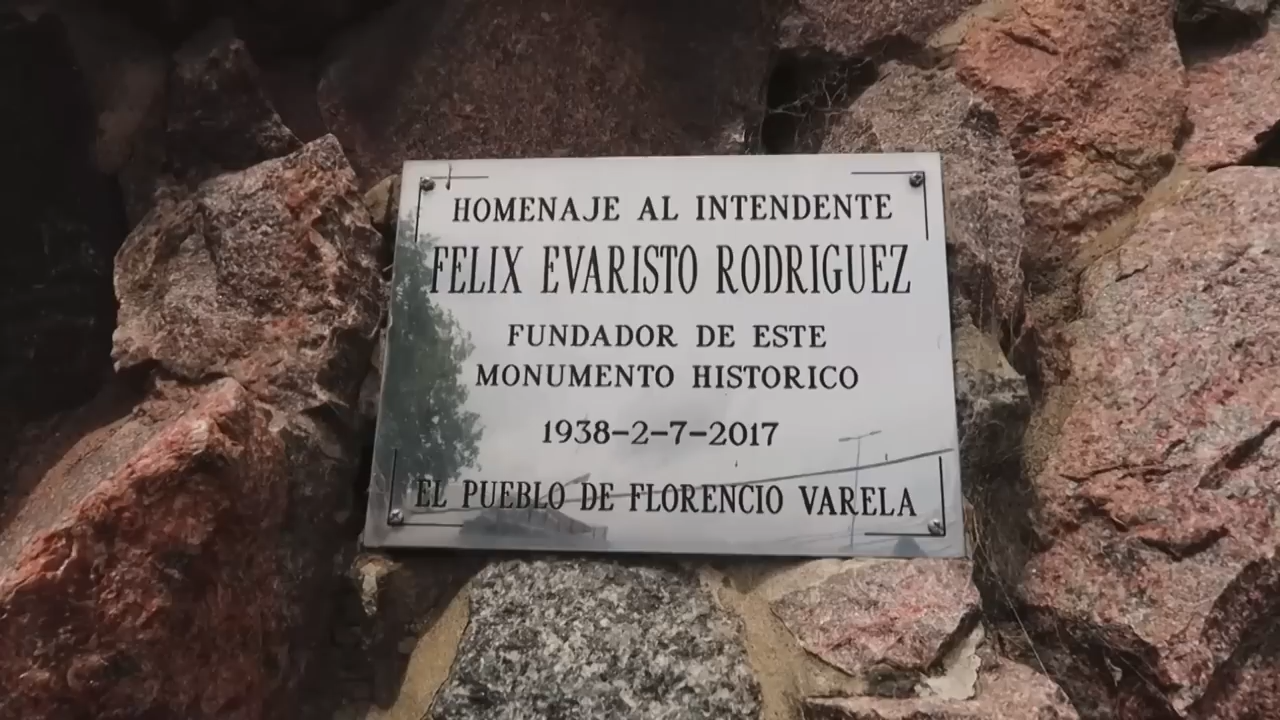 HOMENAJE AL INTENDENTE
FELIX EVARISTO RODRIGUEZ
FUNDADOR DE ESTE
MONUMENTO HISTORICO
1938-2-7-2017
EL PUEBLO DE FLORENCIO VARELA